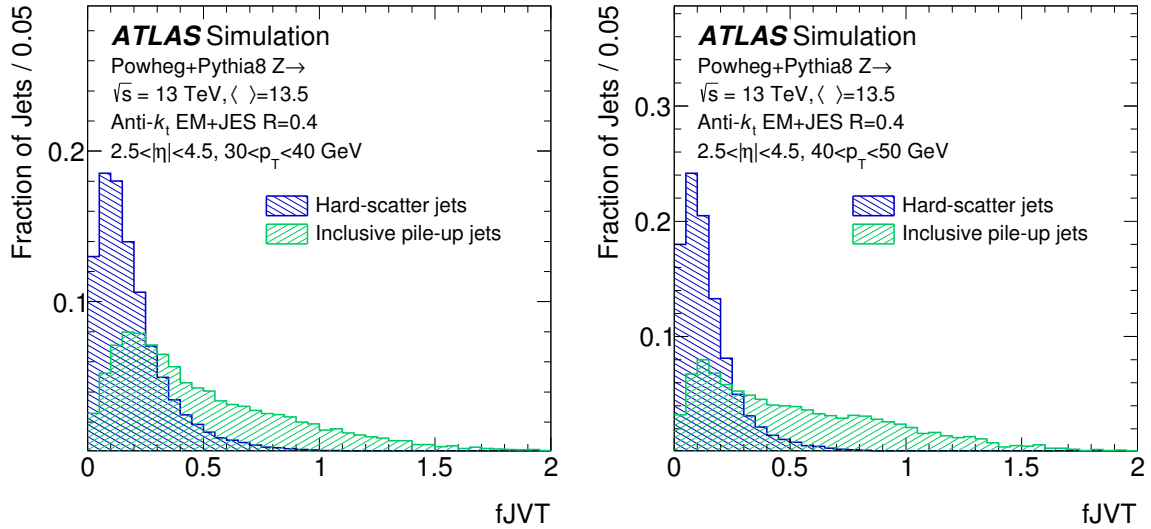 Fraction of Jets / 0.05
ATLAS Simulation
Powheg+Pythia8 Z→
√s = 13 TeV,⟨ ⟩=13.5
Anti-kt EM+JES R=0.4
2.5<|η|<4.5, 30<pT<40 GeV
Hard-scatter jets
Inclusive pile-up jets
0.2
0.1
0 0.5 1 1.5 2
fJVT
Fraction of Jets / 0.05
ATLAS Simulation
Powheg+Pythia8 Z→
√s = 13 TeV,⟨ ⟩=13.5
Anti-kt EM+JES R=0.4
2.5<|η|<4.5, 40<pT<50 GeV
Hard-scatter jets
Inclusive pile-up jets
0.3
0.2
0.1
0 0.5 1 1.5 2
fJVT